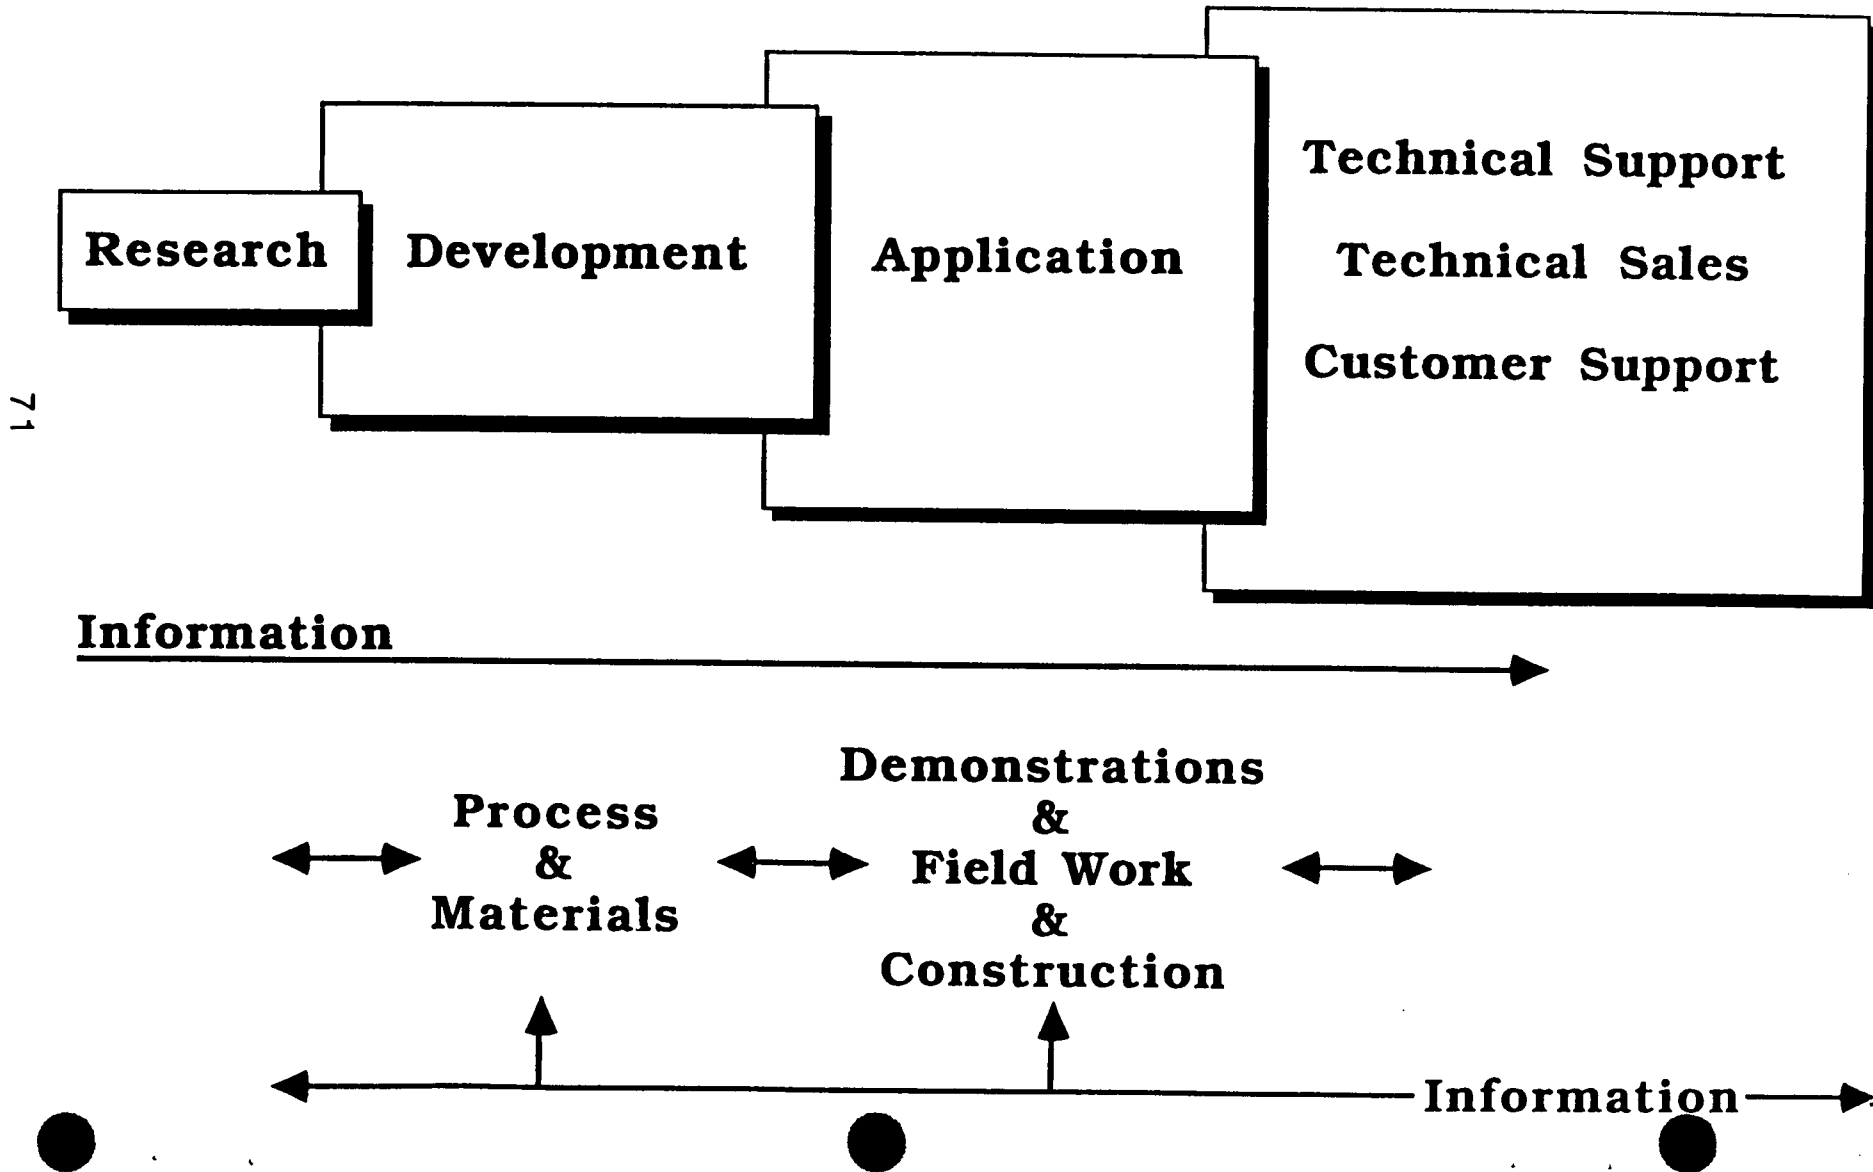 Research
Development
Application
Technical Support
Technical Sales
Customer Support
71
Information
Process
&
Materials
Demonstrations
&
Field Work
&
Construction
Information